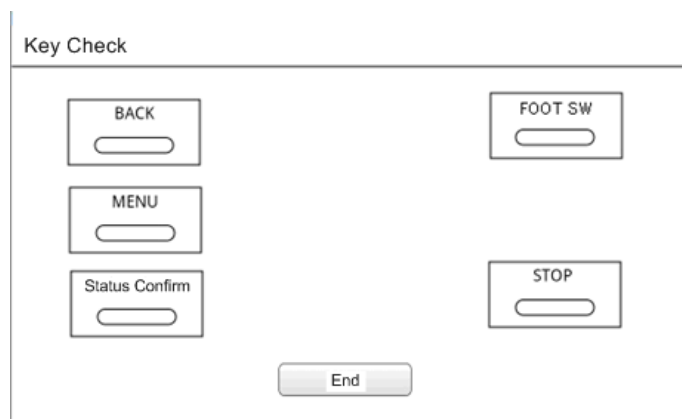 Key Check
BACK
FOOT SW
MENU
Status Confirm
STOP
End